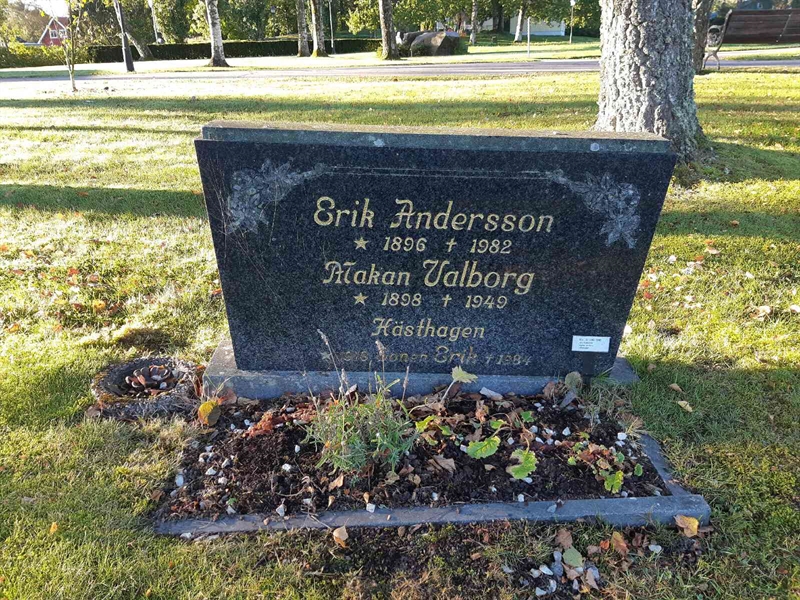 Erik Andersson
★ 1896 ✝ 1982
Makan Valborg
★ 1898 ✝ 1949
Hästhagen
Sonen Erik ✝ 1984